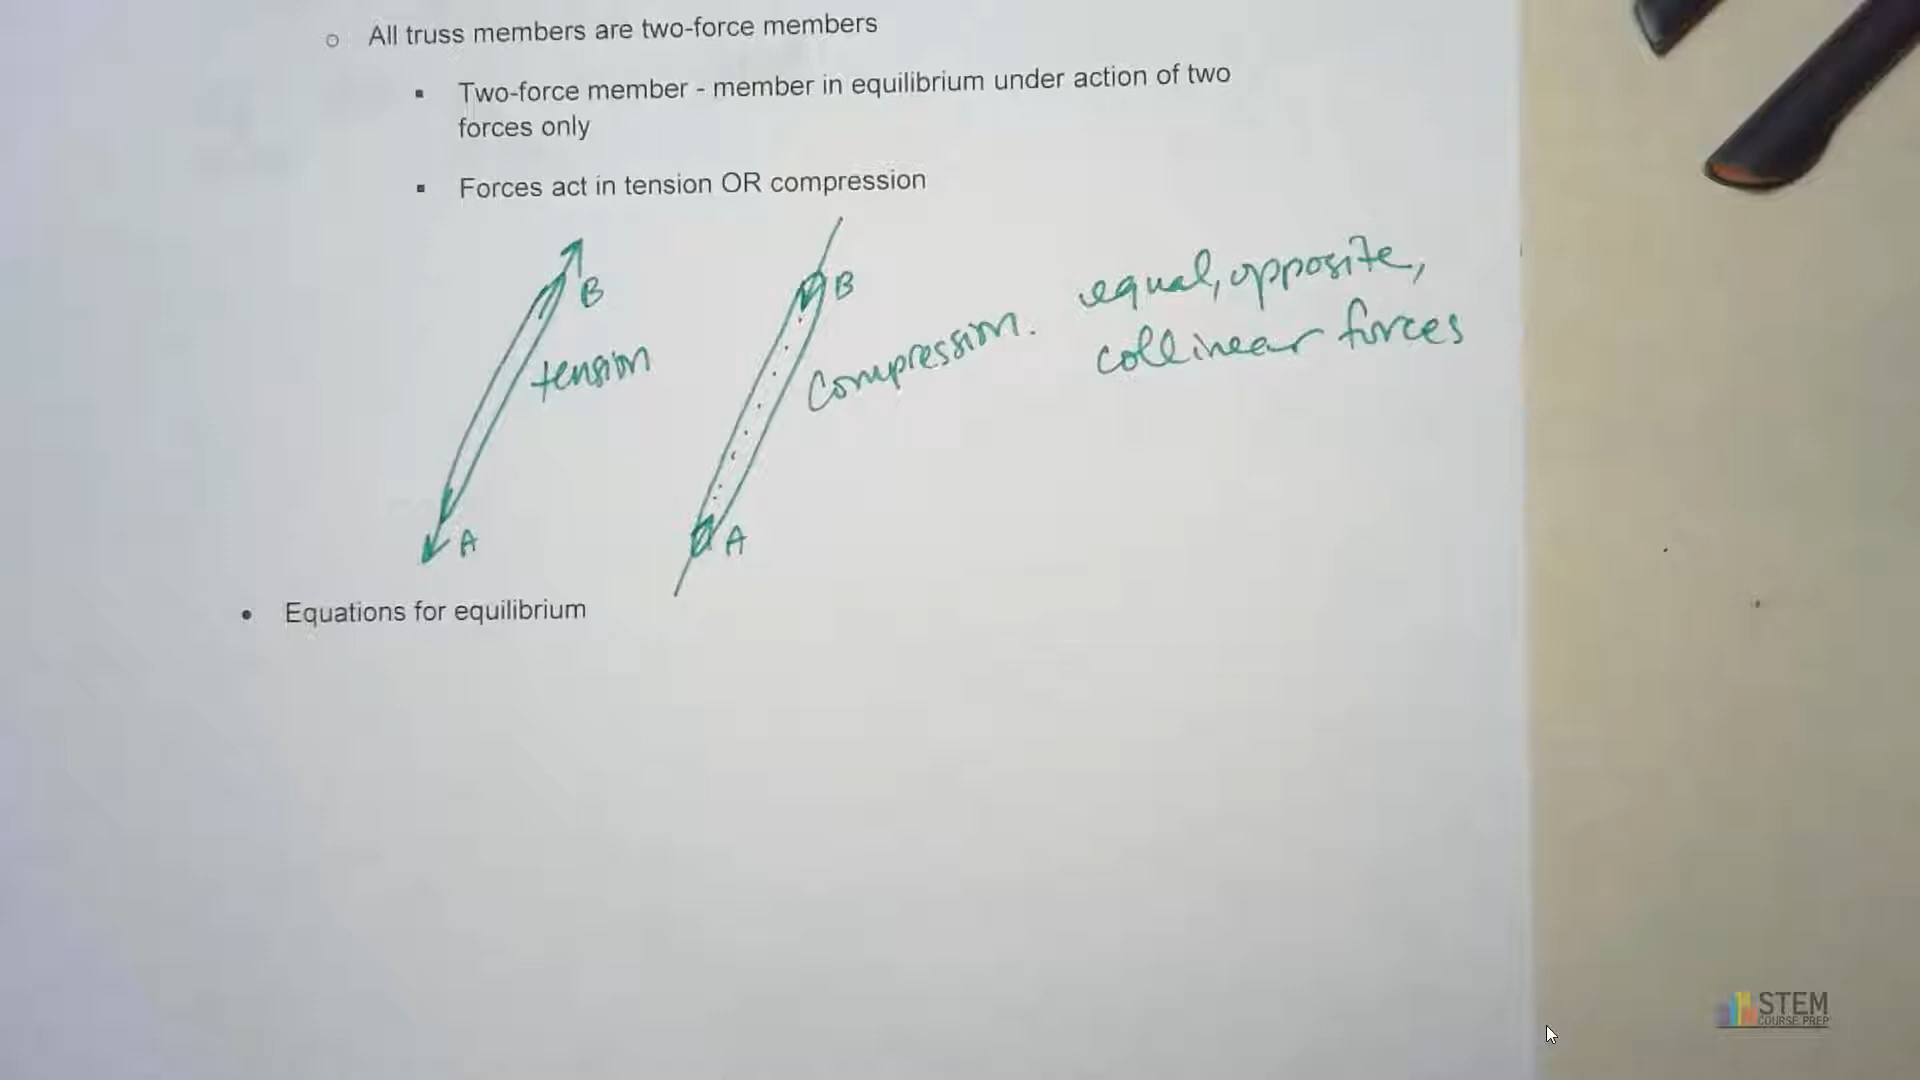 ○ All truss members are two-force members
▪ Two-force member - member in equilibrium under action of two
forces only
▪ Forces act in tension OR compression
B
tension
A
B
compression.
A
equal, opposite,
collinear forces
• Equations for equilibrium
STEM
COURSE PREP